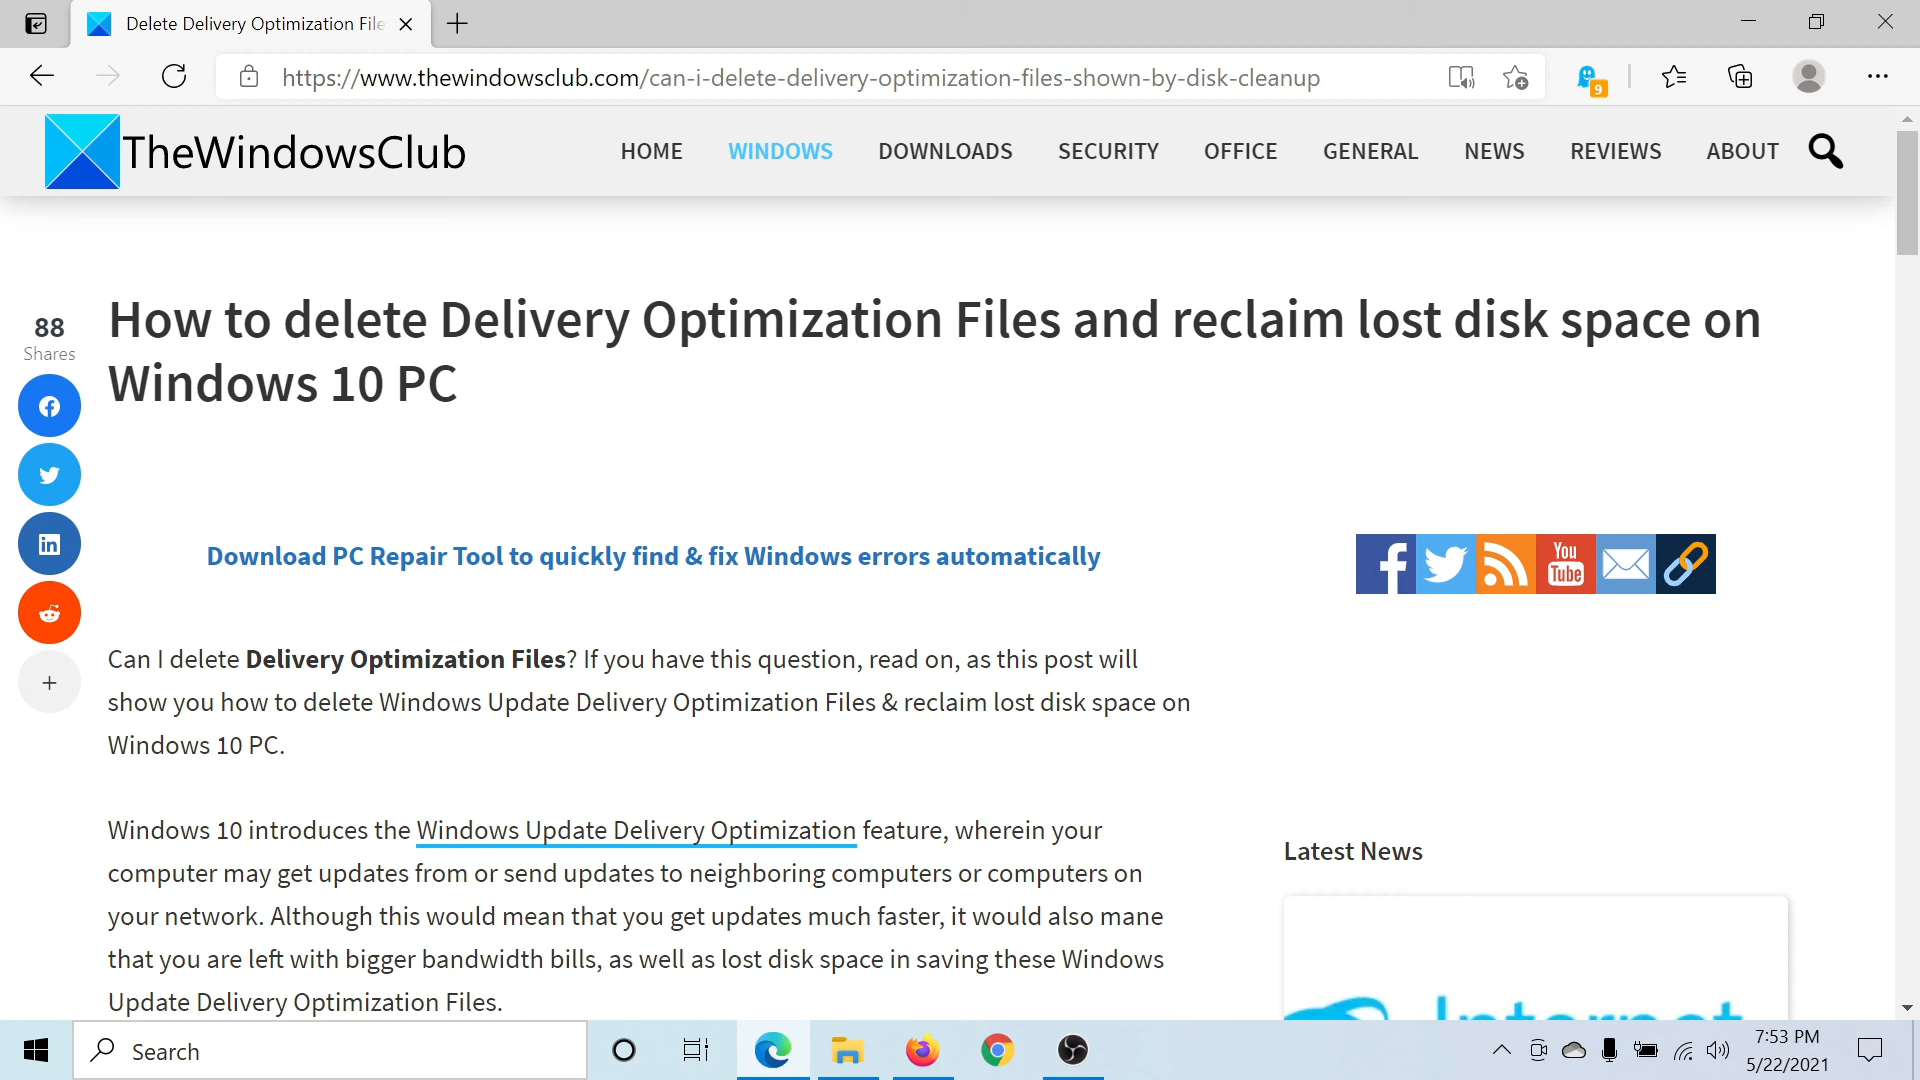 Delete Delivery Optimization File
https://www.thewindowsclub.com/can-i-delete-delivery-optimization-files-shown-by-disk-cleanup
9
TheWindowsClub
HOME WINDOWS DOWNLOADS SECURITY OFFICE GENERAL NEWS REVIEWS ABOUT
88
Shares
How to delete Delivery Optimization Files and reclaim lost disk space on
Windows 10 PC
Download PC Repair Tool to quickly find & fix Windows errors automatically
You
Tube
Can I delete Delivery Optimization Files? If you have this question, read on, as this post will
show you how to delete Windows Update Delivery Optimization Files & reclaim lost disk space on
Windows 10 PC.
Windows 10 introduces the Windows Update Delivery Optimization feature, wherein your
computer may get updates from or send updates to neighboring computers or computers on
your network. Although this would mean that you get updates much faster, it would also mane
that you are left with bigger bandwidth bills, as well as lost disk space in saving these Windows
Update Delivery Optimization Files.
Latest News
Internet
Search
7:53 PM
5/22/2021